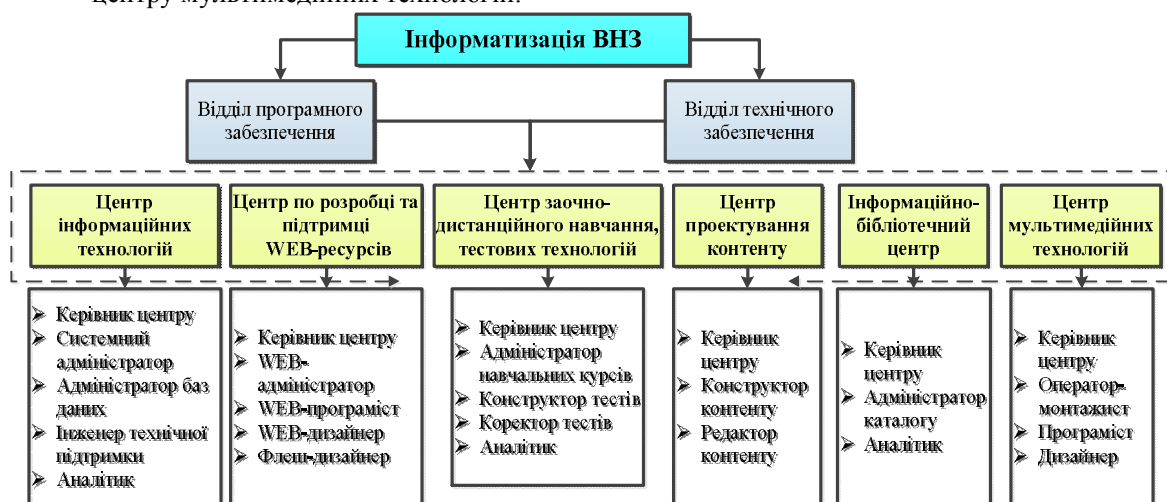 центру мультимедійних технологій.
Інформатизація ВНЗ
Відділ програмного
забезпечення
Відділ технічного
забезпечення
Центр
інформаційних
технологій
Центр по розробці та
підтримці
WEB-ресурсів
Центр заочно-
дистанційного навчання,
тестових технологій
Центр
проектування
контенту
Інформаційно-
бібліотечний
центр
Центр
мультимедійних
технологій
➢ Керівник центру
➢ Системний
адміністратор
➢ Адміністратор баз
даних
➢ Інженер технічної
підтримки
➢ Аналітик
➢ Керівник центру
➢ WEB-
адміністратор
➢ WEB-програміст
➢ WEB-дизайнер
➢ Флеш-дизайнер
➢ Керівник центру
➢ Адміністратор
навчальних курсів
➢ Конструктор тестів
➢ Коректор тестів
➢ Аналітик
➢ Керівник
центру
➢ Конструктор
контенту
➢ Редактор
контенту
➢ Керівник
центру
➢ Адміністратор
каталогу
➢ Аналітик
➢ Керівник
центру
➢ Оператор-
монтажист
➢ Програміст
➢ Дизайнер